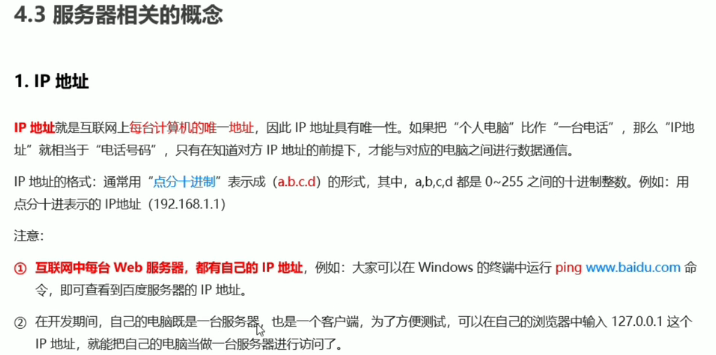 4.3 服务器相关的概念
1. IP 地址
IP 地址就是互联网上每台计算机的唯一地址，因此 IP 地址具有唯一性。如果把“个人电脑”比作“一台电话”，那么“IP地
址”就相当于“电话号码”，只有在知道对方 IP 地址的前提下，才能与对应的电脑之间进行数据通信。
IP 地址的格式：通常用“点分十进制”表示成（a.b.c.d）的形式，其中，a,b,c,d 都是 0~255 之间的十进制整数。例如：用
点分十进表示的 IP地址（192.168.1.1）
注意：
① 互联网中每台 Web 服务器，都有自己的 IP 地址，例如：大家可以在 Windows 的终端中运行 ping www.baidu.com 命
令，即可查看到百度服务器的 IP 地址。
② 在开发期间，自己的电脑既是一台服务器，也是一个客户端，为了方便测试，可以在自己的浏览器中输入 127.0.0.1 这个
IP 地址，就能把自己的电脑当做一台服务器进行访问了。